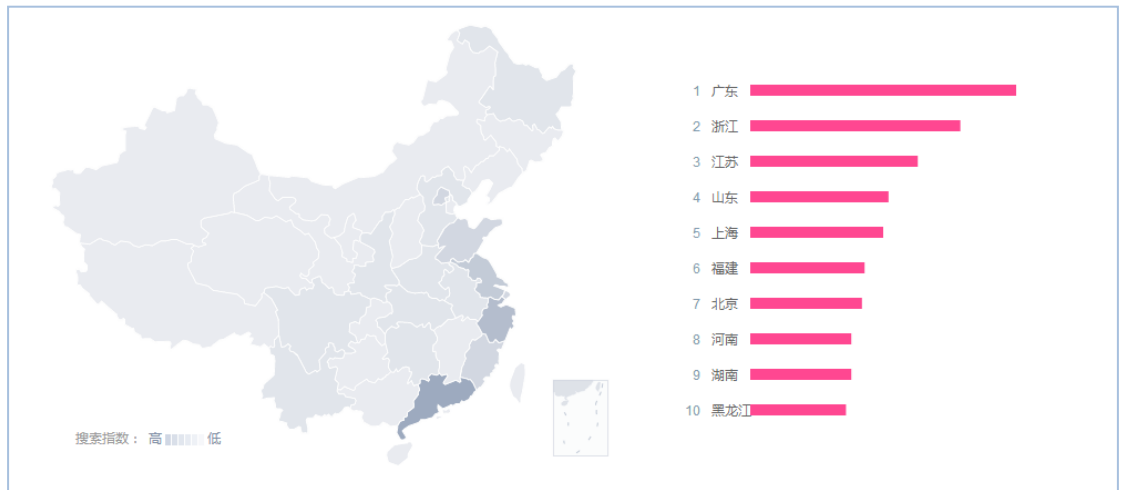 1 广东
2 浙江
3 江苏
4 山东
5 上海
6 福建
7 北京
8 河南
9 湖南
10 黑龙江
搜索指数： 高 低